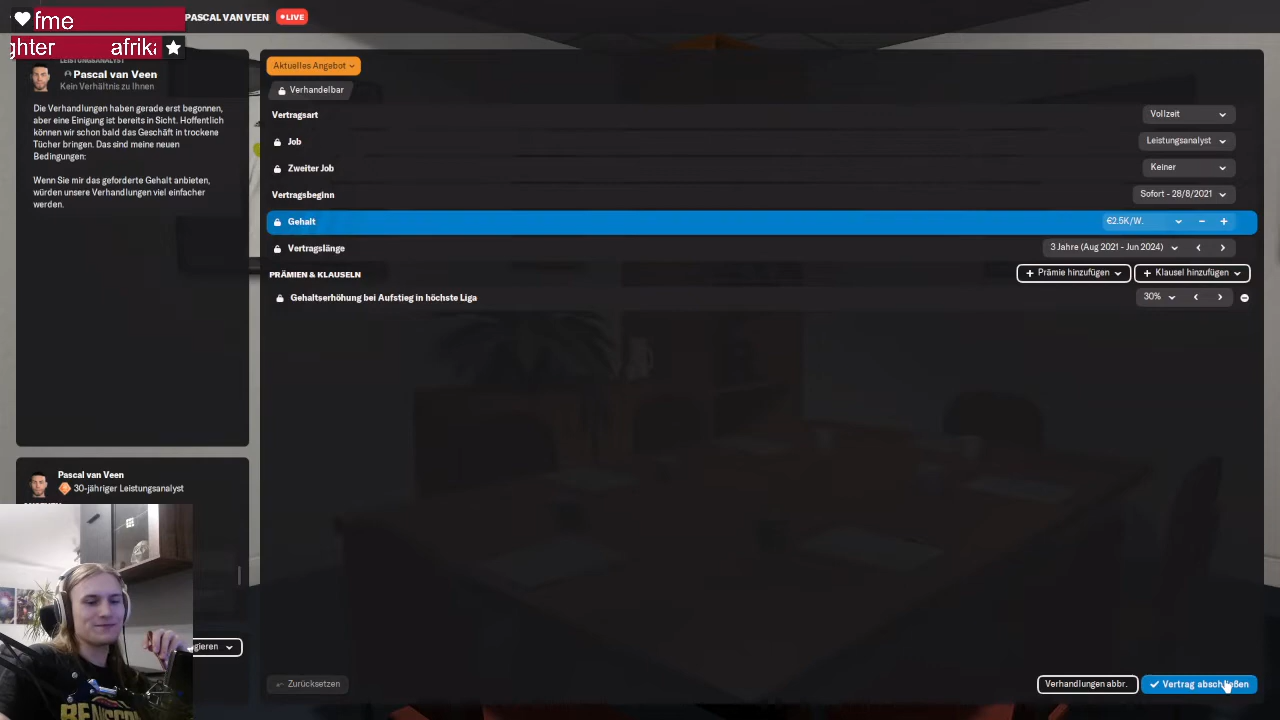 fme
PASCAL VAN VEEN
LIVE
ghter afrika
LEISTUNGSANALYST
Pascal van Veen
Kein Verhältnis zu Ihnen
Die Verhandlungen haben gerade erst begonnen,
aber eine Einigung ist bereits in Sicht. Hoffentlich
können wir schon bald das Geschäft in trockene
Tücher bringen. Das sind meine neuen
Bedingungen:
Wenn Sie mir das geforderte Gehalt anbieten,
würden unsere Verhandlungen viel einfacher
werden.
Aktuelles Angebot
Verhandelbar
Vertragsart
Vollzeit
Job
Leistungsanalyst
Zweiter Job
Keiner
Vertragsbeginn
Sofort - 28/8/2021
Gehalt
€2.5K/W.
Vertragslänge
3 Jahre (Aug 2021 - Jun 2024)
PRÄMIEN & KLAUSELN
+ Prämie hinzufügen
+ Klausel hinzufügen
Gehaltserhöhung bei Aufstieg in höchste Liga
30%
Pascal van Veen
30-jähriger Leistungsanalyst
gieren
Zurücksetzen
Verhandlungen abbr.
Vertrag abschließen